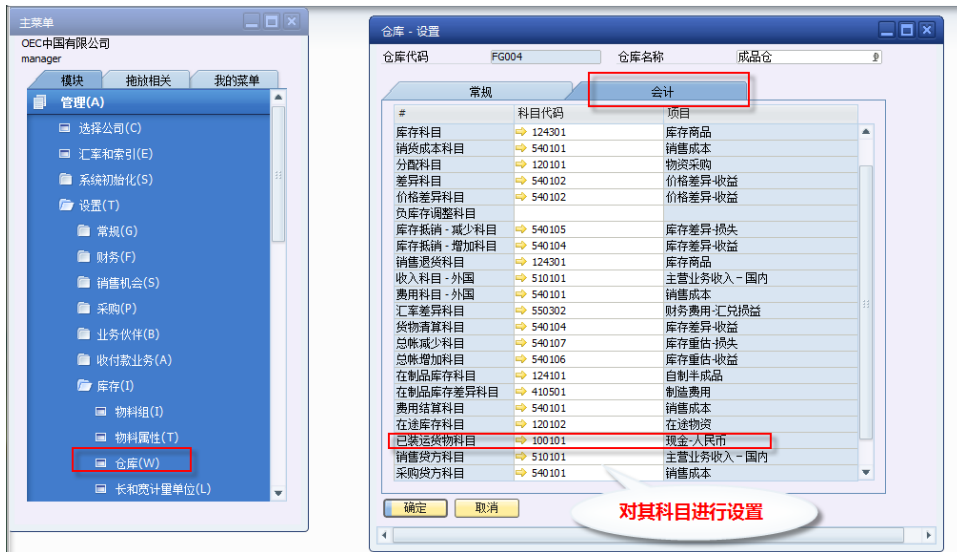 主菜单
OEC中国有限公司
manager
模块 拖放相关 我的菜单
管理(A)
选择公司(C)
汇率和索引(E)
系统初始化(S)
设置(T)
常规(G)
财务(F)
销售机会(S)
采购(P)
业务伙伴(B)
收付款业务(A)
库存(I)
物料组(I)
物料属性(T)
仓库(W)
长和宽计量单位(L)
仓库 - 设置
仓库代码 FG004 仓库名称 成品仓
常规 会计
# 科目代码 项目
库存科目 124301 库存商品
销货成本科目 540101 销售成本
分配科目 120101 物资采购
差异科目 540102 价格差异-收益
价格差异科目 540102 价格差异-收益
负库存调整科目
库存抵销 - 减少科目 540105 库存差异-损失
库存抵销 - 增加科目 540104 库存差异-收益
销售退货科目 124301 库存商品
收入科目 - 外国 510101 主营业务收入 - 国内
费用科目 - 外国 540101 销售成本
汇率差异科目 550302 财务费用-汇兑损益
货物清算科目 540104 库存差异-收益
总帐减少科目 540107 库存重估-损失
总帐增加科目 540106 库存重估-收益
在制品库存科目 124101 自制半成品
在制品库存差异科目 410501 制造费用
费用结算科目 540101 销售成本
在途库存科目 120102 在途物资
已装运货物科目 100101 现金-人民币
销售贷方科目 510101 主营业务收入 - 国内
采购贷方科目 540101 销售成本
确定 取消
对其科目进行设置